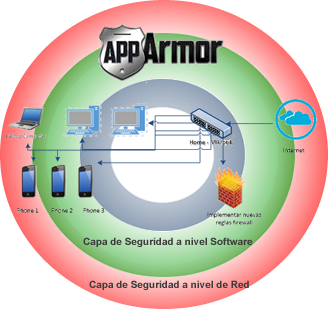 APPArmor
Internet
Home - Mikrotik
Phone 1 Phone 2 Phone 3
Implementar nuevas
reglas firewall
Capa de Seguridad a nivel Software
Capa de Seguridad a nivel de Red